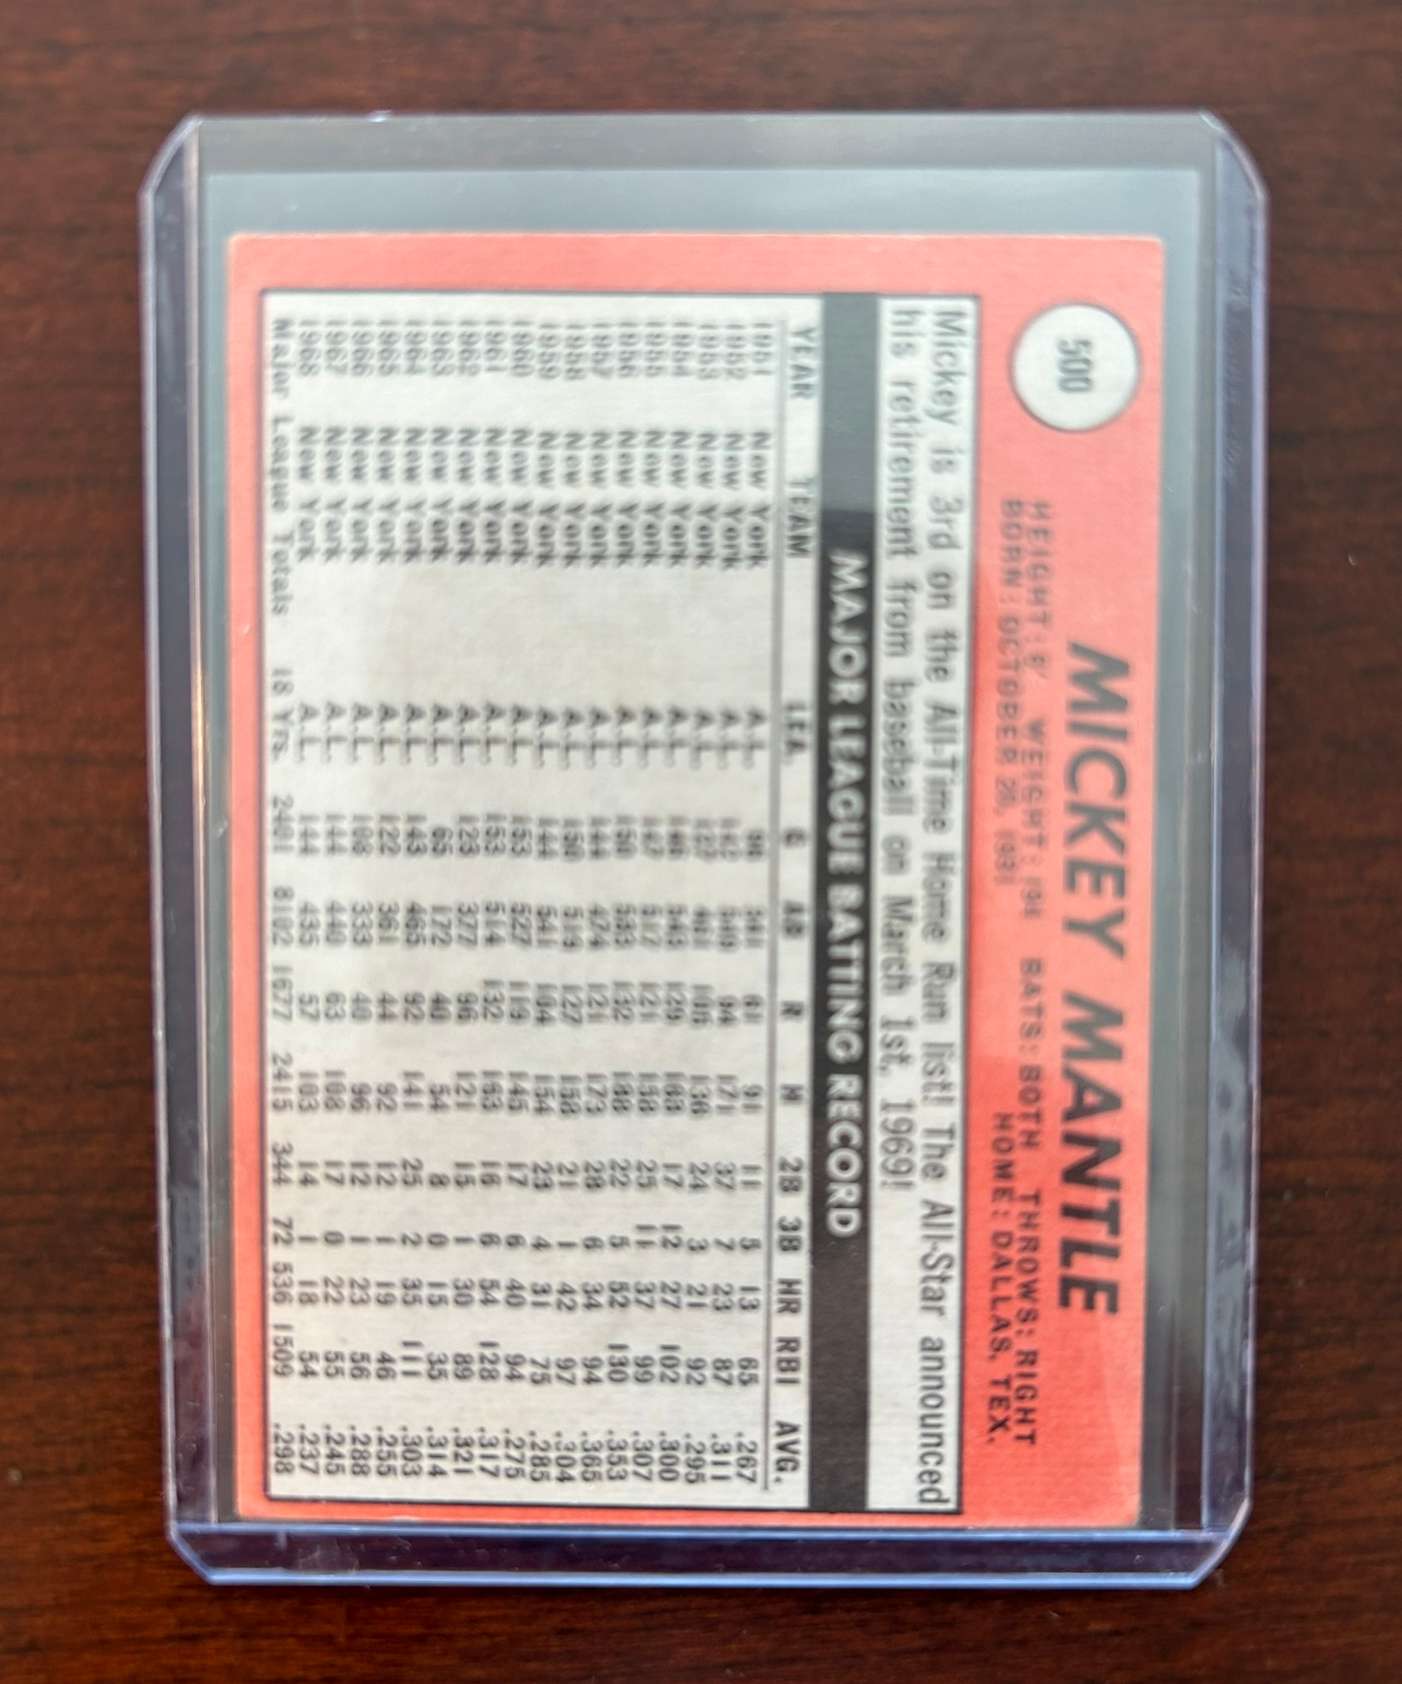 500
MICKEY MANTLE
HEIGHT: 6' WEIGHT: BATS: BOTH THROWS: RIGHT
BORN: OCTOBER 20, 1931 HOME: DALLAS, TEX.
Mickey is 3rd on the All-Time Home Run list! The All-Star announced
his retirement from baseball on March 1st, 1969!
MAJOR LEAGUE BATTING RECORD
YEAR TEAM LEA. G AB R H 2B 3B HR RBI AVG.
1951 New York A.L. 91 11 5 13 65 .267
1952 New York A.L. 142 549 94 171 37 7 23 87 .311
1953 New York A.L. 127 461 136 24 3 21 92 .295
1954 New York A.L. 146 543 129 163 17 12 27 102 .300
1955 New York A.L. 147 517 121 158 25 11 37 99 .307
1956 New York A.L. 150 533 132 188 22 5 52 130 .353
1957 New York A.L. 144 474 121 173 28 6 34 94 .365
1958 New York A.L. 150 519 127 158 21 1 42 97 .304
1959 New York A.L. 144 541 104 154 23 4 31 75 .285
1960 New York A.L. 153 527 119 145 17 6 40 94 .275
1961 New York A.L. 153 514 132 163 16 6 54 128 .317
1962 New York A.L. 123 377 96 121 15 1 30 89 .321
1963 New York A.L. 65 172 40 54 8 0 15 35 .314
1964 New York A.L. 143 465 92 141 25 2 35 111 .303
1965 New York A.L. 122 361 44 92 12 1 19 46 .255
1966 New York A.L. 108 333 40 96 12 1 23 56 .288
1967 New York A.L. 144 440 63 108 17 0 22 55 .245
1968 New York A.L. 144 435 57 103 14 1 18 54 .237
Major League Totals 18 Yrs. 2401 8102 1677 2415 344 72 536 1509 .298